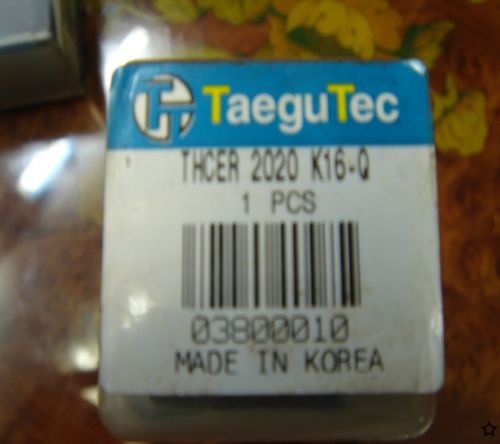 TaeguTec
THCER 2020 K16-Q
1 PCS
03800010
MADE IN KOREA